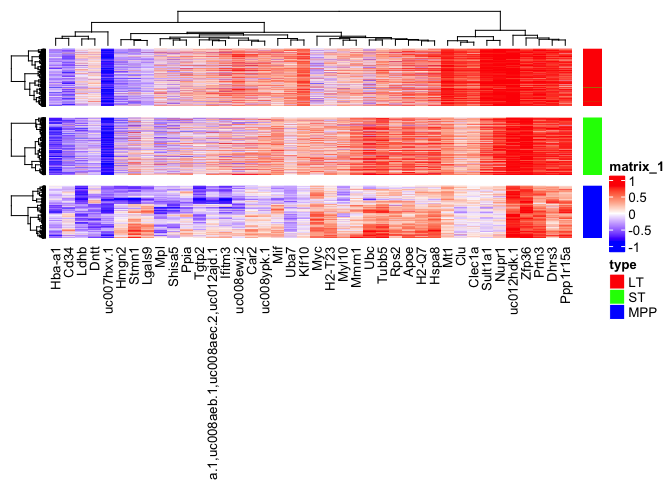 matrix_1
1
0.5
0
-0.5
-1
type
LT
ST
MPP
Hba-a1
Cd34
Ldhb
Dntt
uc007hxv.1
Hmgn2
Stmn1
Lgals9
Mpl
Shisa5
Ppia
Tgtp2
a.1,uc008aeb.1,uc008aec.2,uc012ajd.1
Ifitm3
uc008ewj.2
Car2
uc008ypk.1
Mif
Uba7
Klf10
Myc
H2-T23
Myl10
Mmrn1
Ubc
Tubb5
Rps2
Apoe
H2-Q7
Hspa8
Mt1
Clu
Clec1a
Sult1a1
Nupr1
uc012hdk.1
Zfp36
Prtn3
Dhrs3
Ppp1r15a